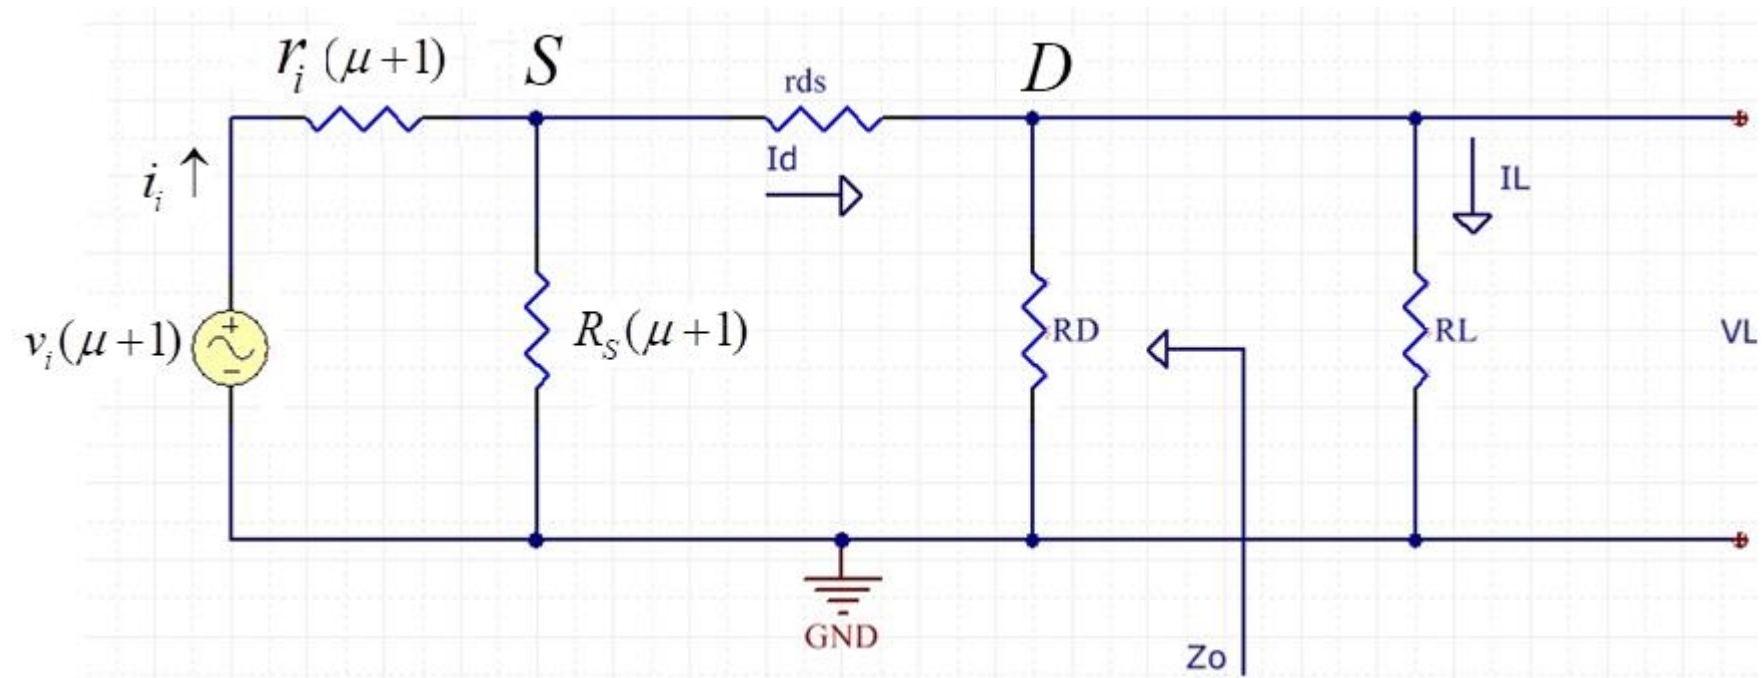 r_i (μ+1)
S
rds
D
Id
i_i ↑
IL
v_i(μ+1)
+
−
R_S(μ+1)
RD
RL
VL
GND
Zo